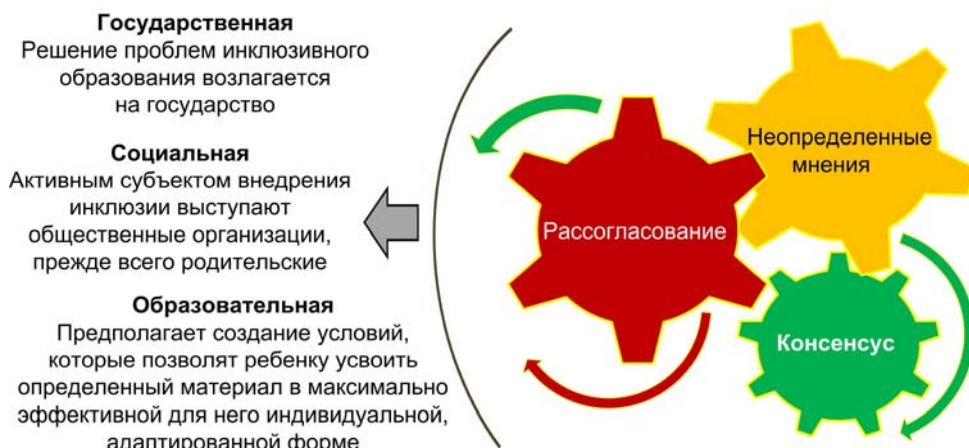 Государственная
Решение проблем инклюзивного
образования возлагается
на государство
Социальная
Активным субъектом внедрения
инклюзии выступают
общественные организации,
прежде всего родительские
Образовательная
Предполагает создание условий,
которые позволят ребенку усвоить
определенный материал в максимально
эффективной для него индивидуальной,
адаптированной форме
Рассогласование
Неопределенные
мнения
Консенсус